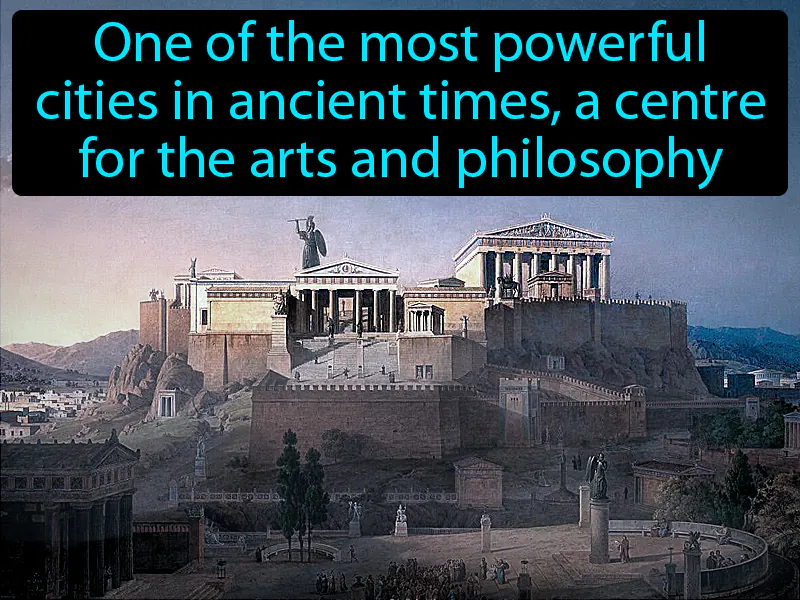 One of the most powerful
cities in ancient times, a centre
for the arts and philosophy